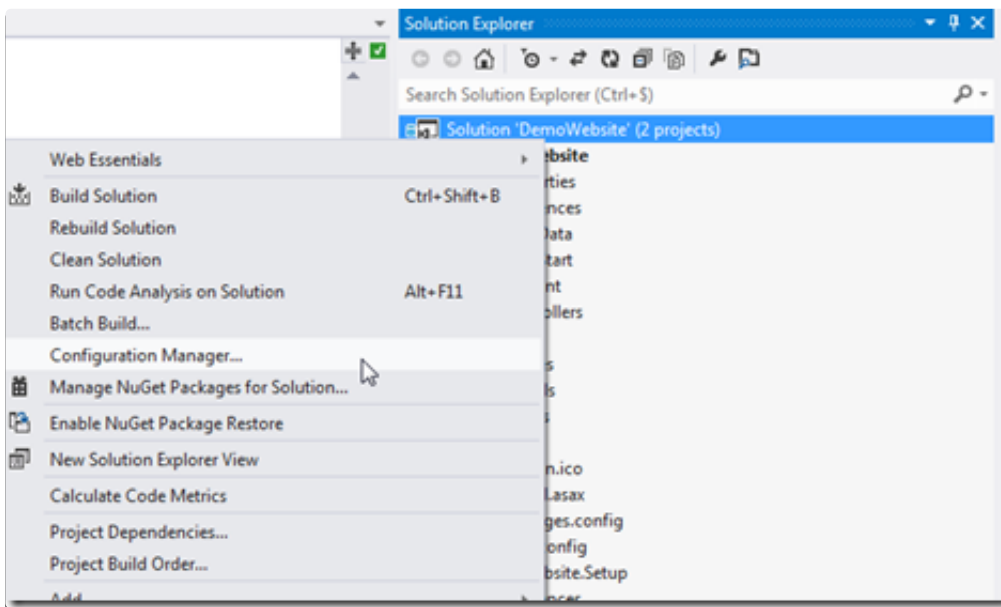 Solution Explorer
Search Solution Explorer (Ctrl+$)
Solution 'DemoWebsite' (2 projects)
Web Essentials
Build Solution Ctrl+Shift+B
Rebuild Solution
Clean Solution
Run Code Analysis on Solution Alt+F11
Batch Build...
Configuration Manager...
Manage NuGet Packages for Solution...
Enable NuGet Package Restore
New Solution Explorer View
Calculate Code Metrics
Project Dependencies...
Project Build Order...
Add
ebsite
rties
nces
Data
tart
nt
ollers
s
ls
s
n.ico
l.asax
ges.config
onfig
bsite.Setup
nces